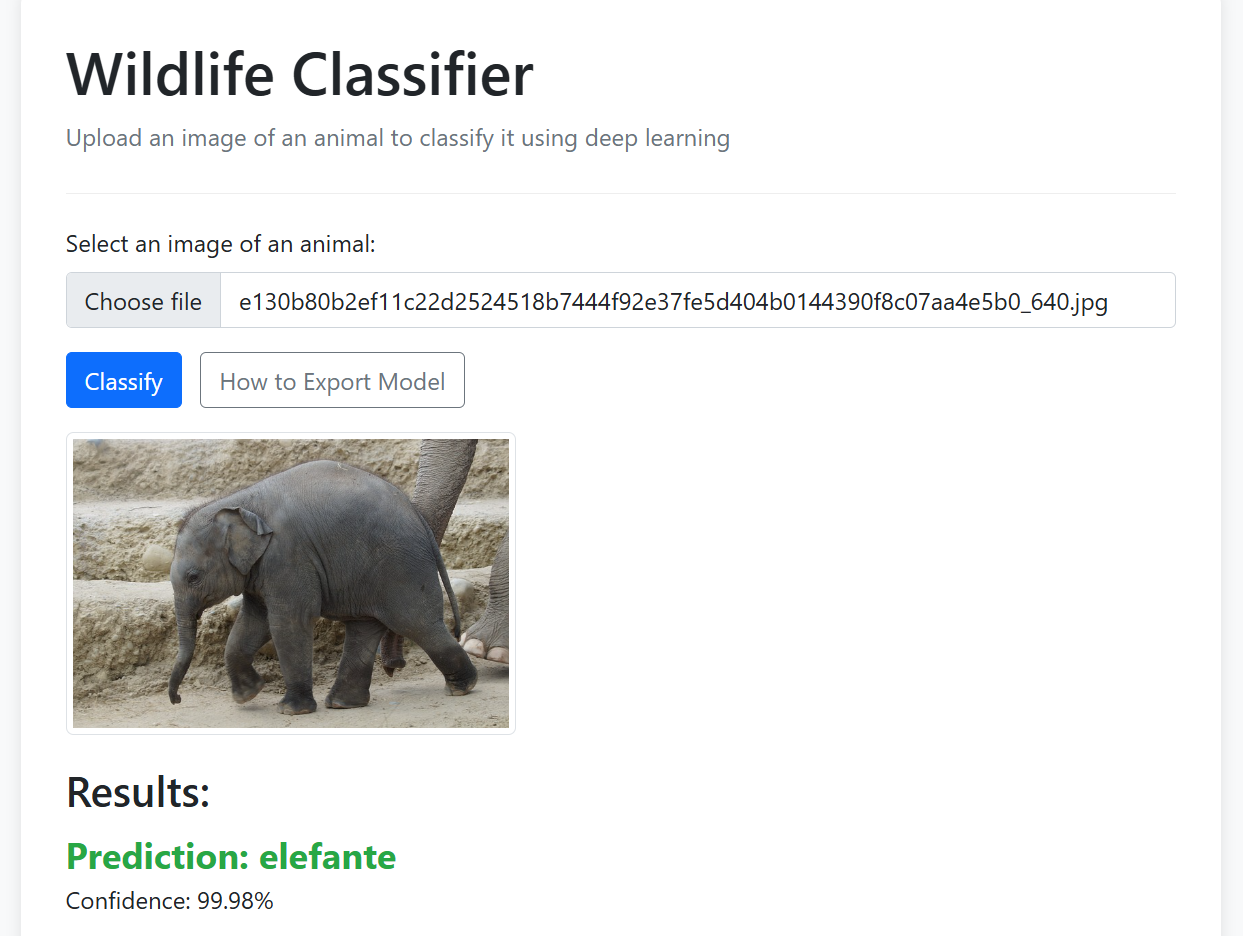 Wildlife Classifier
Upload an image of an animal to classify it using deep learning
Select an image of an animal:
Choose file e130b80b2ef11c22d2524518b7444f92e37fe5d404b0144390f8c07aa4e5b0_640.jpg
Classify How to Export Model
Results:
Prediction: elefante
Confidence: 99.98%